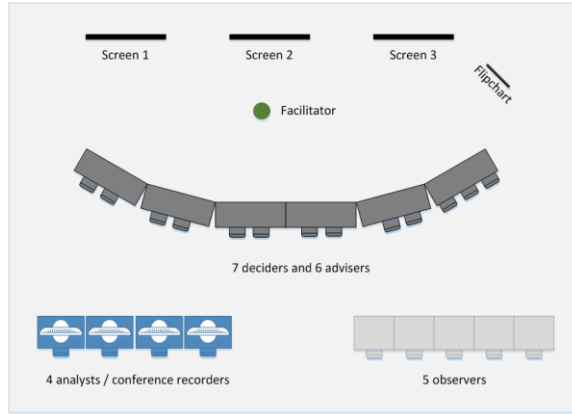 Screen 1
Screen 2
Screen 3
Flipchart
Facilitator
7 deciders and 6 advisers
4 analysts / conference recorders
5 observers